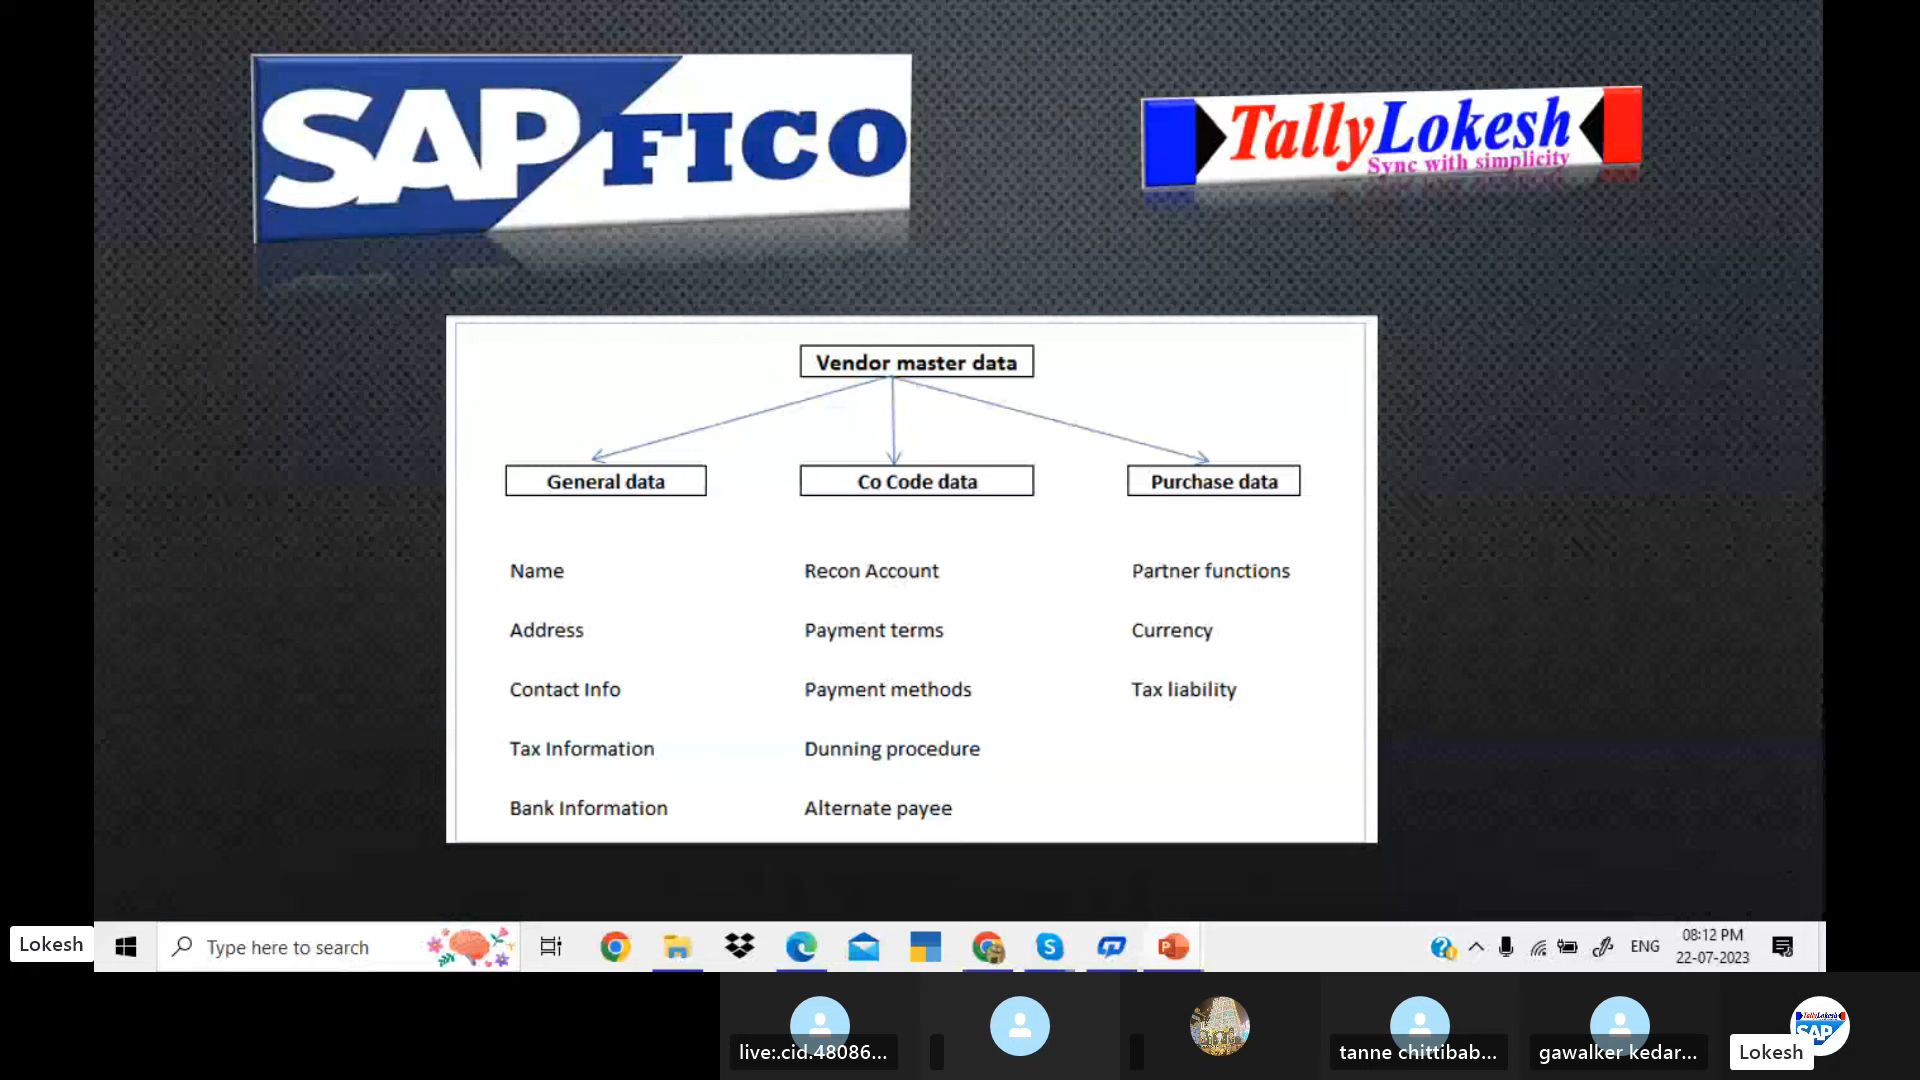 SAP FICO
TallyLokesh
Sync with simplicity
Vendor master data
General data Co Code data Purchase data
Name Recon Account Partner functions
Address Payment terms Currency
Contact Info Payment methods Tax liability
Tax Information Dunning procedure
Bank Information Alternate payee
Lokesh
Type here to search
ENG
08:12 PM
22-07-2023
live:.cid.48086...
tanne chittibab...
gawalker kedar...
TallyLokesh
SAP
Lokesh